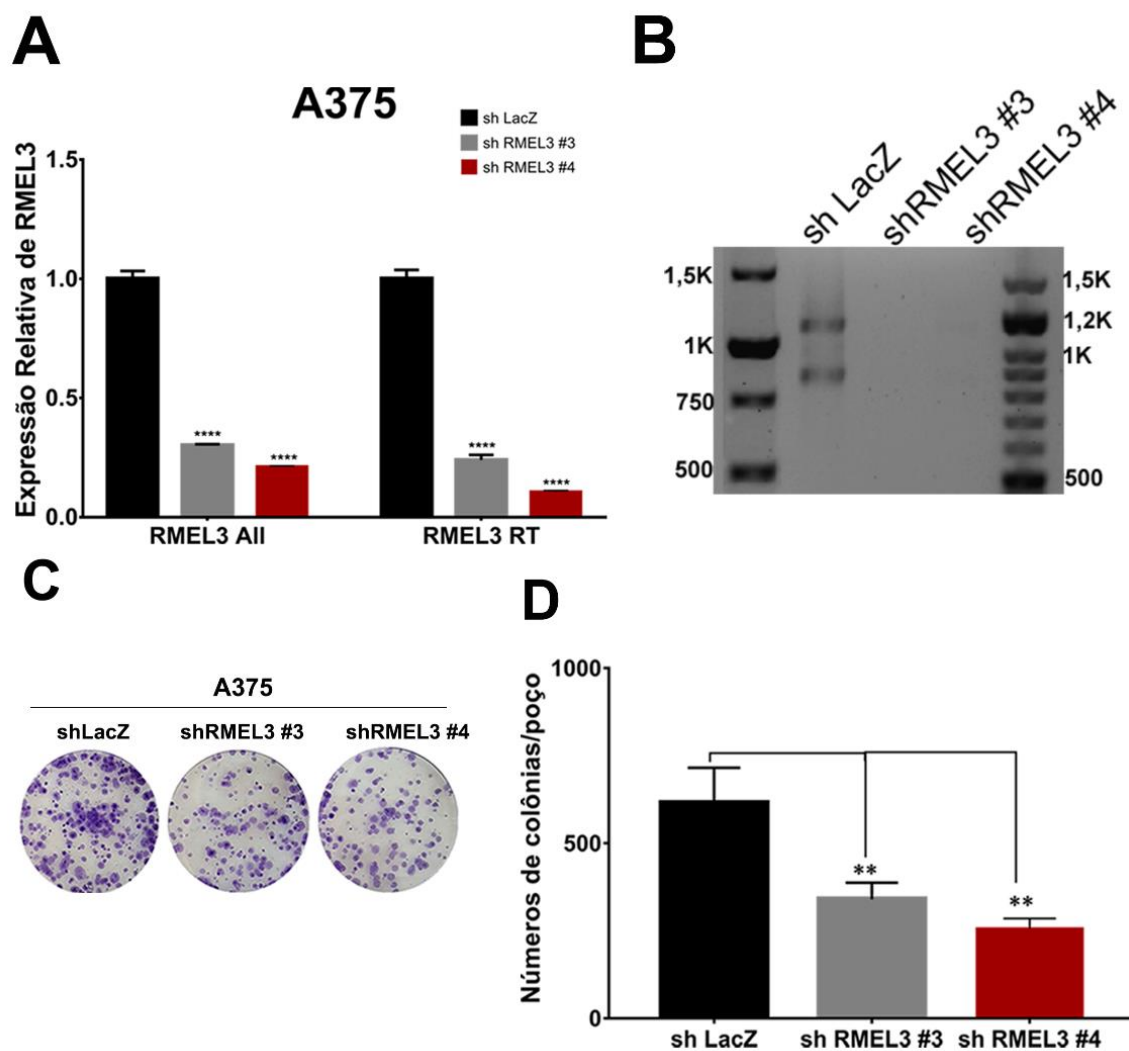 A
A375
sh LacZ
sh RMEL3 #3
sh RMEL3 #4
Expressão Relativa de RMEL3
1.5
1.0
0.5
0.0
****
****
****
****
RMEL3 All
RMEL3 RT
B
sh LacZ
shRMEL3 #3
shRMEL3 #4
1,5K
1K
750
500
1,5K
1,2K
1K
500
C
A375
shLacZ
shRMEL3 #3
shRMEL3 #4
D
Números de colônias/poço
1000
500
0
**
**
sh LacZ
sh RMEL3 #3
sh RMEL3 #4